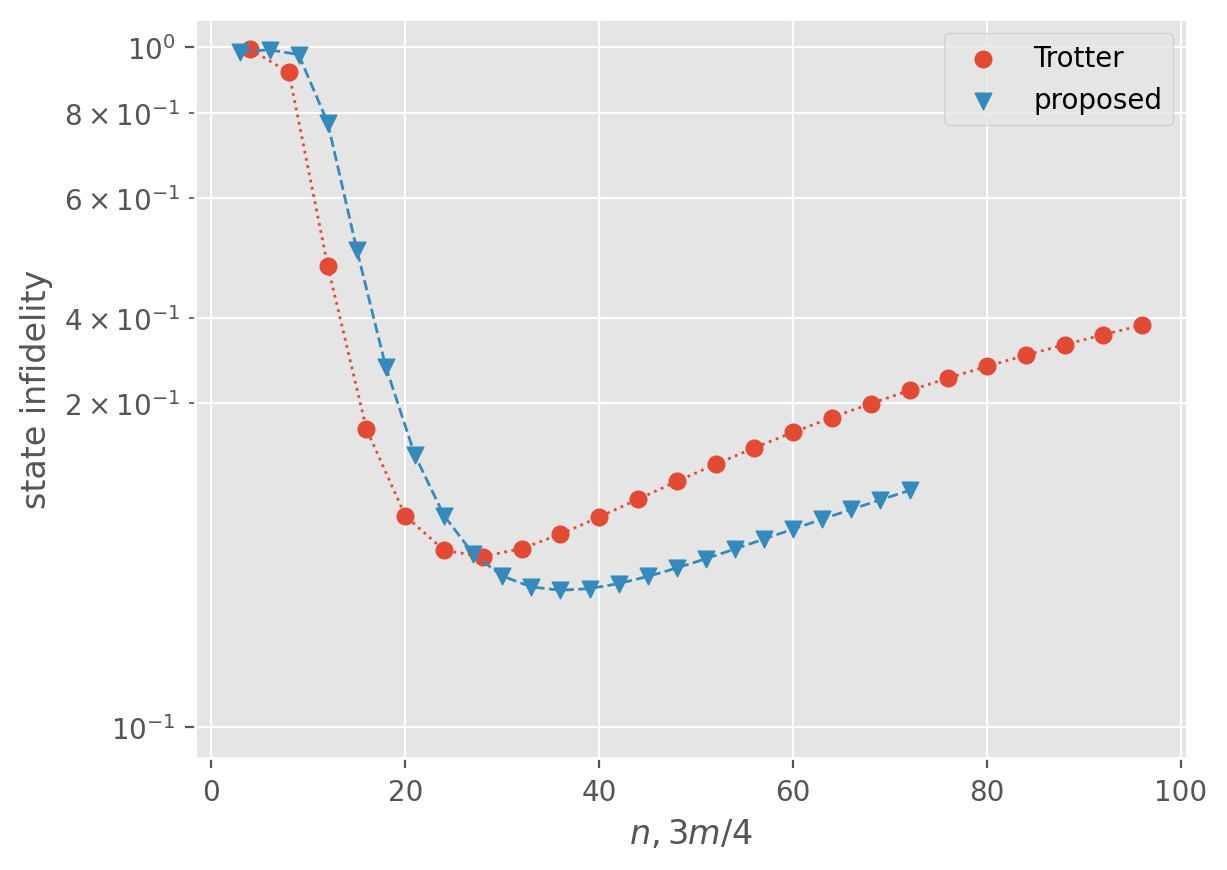 10⁰
8 × 10⁻¹
6 × 10⁻¹
4 × 10⁻¹
2 × 10⁻¹
10⁻¹
state infidelity
Trotter
proposed
0 20 40 60 80 100
n, 3m/4